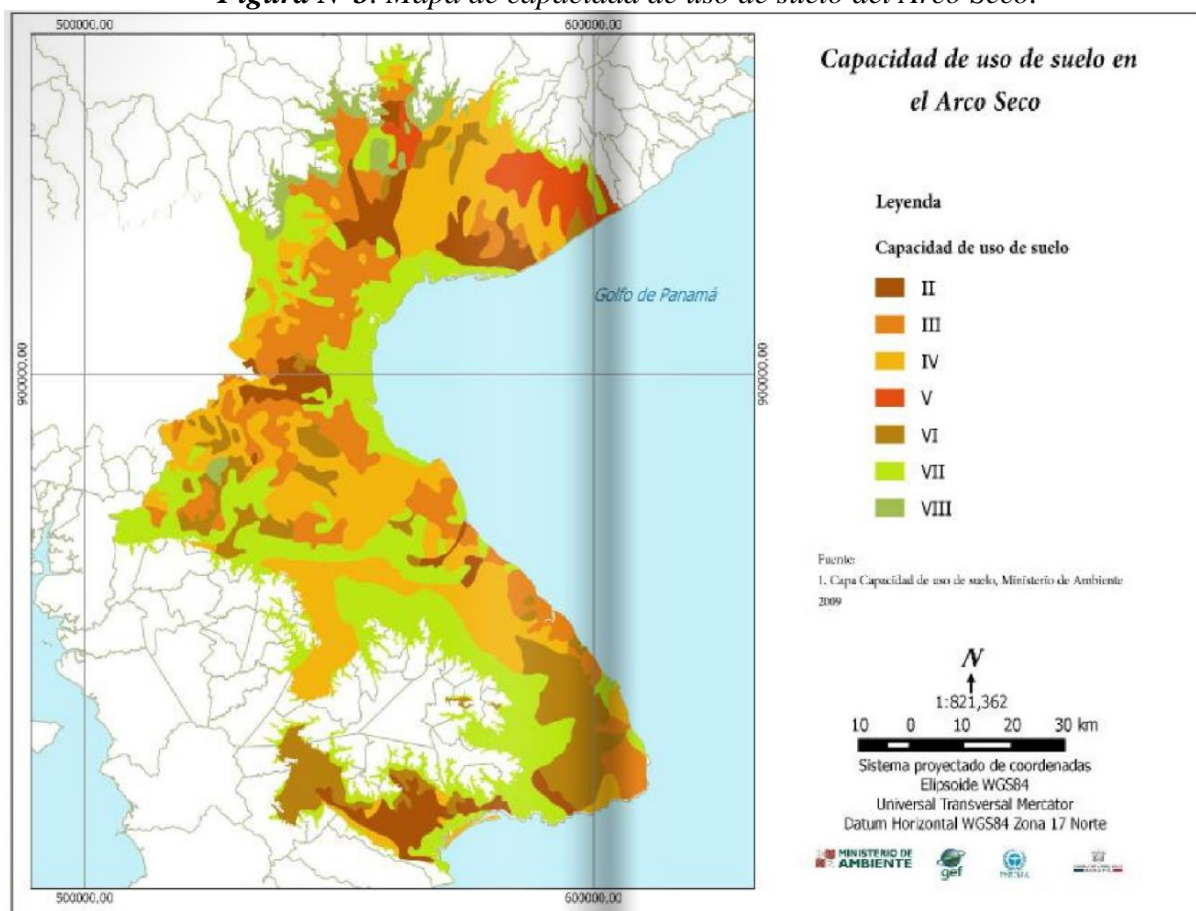 Figura N°3: Mapa de capacidad de uso de suelo del Arco Seco.
500000.00
600000.00
Capacidad de uso de suelo en
el Arco Seco
Leyenda
Capacidad de uso de suelo
II
III
IV
V
VI
VII
VIII
Golfo de Panamá
900000.00
900000.00
Fuente:
1. Capa Capacidad de uso de suelo, Ministerio de Ambiente
2009
N
1:821,362
10 0 10 20 30 km
Sistema proyectado de coordenadas
Elipsoide WGS84
Universal Transversal Mercator
Datum Horizontal WGS84 Zona 17 Norte
MINISTERIO DE
AMBIENTE
gef
500000.00
600000.00